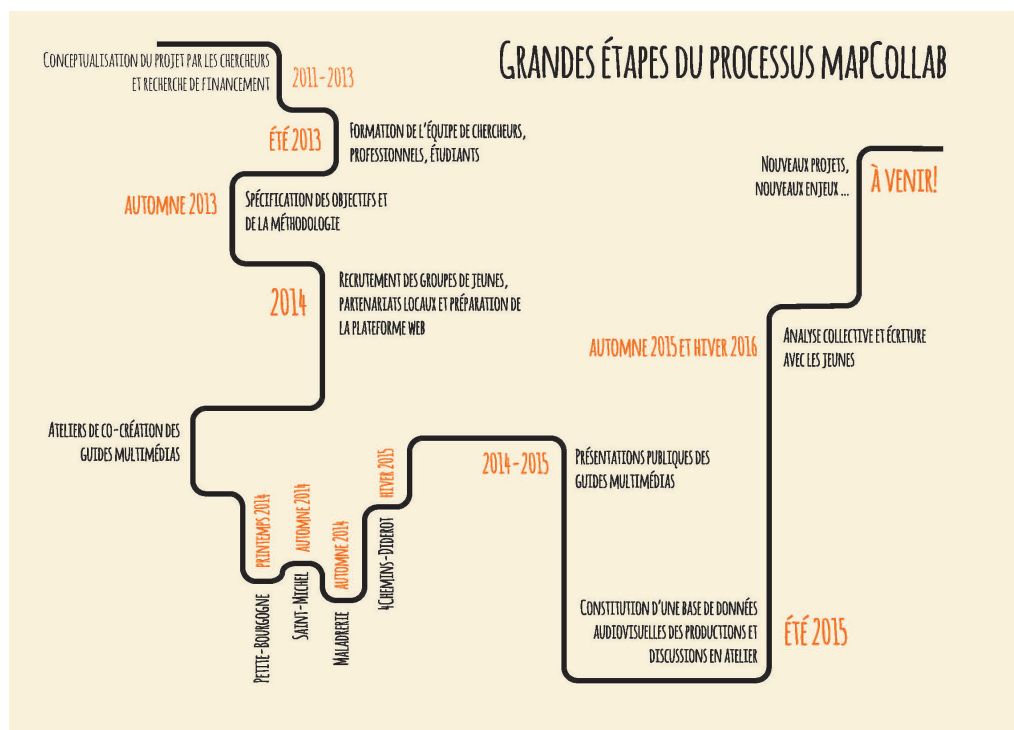 GRANDES ÉTAPES DU PROCESSUS MAPCOLLAB
CONCEPTUALISATION DU PROJET PAR LES CHERCHEURS
ET RECHERCHE DE FINANCEMENT
2011-2013
ÉTÉ 2013
FORMATION DE L'ÉQUIPE DE CHERCHEURS,
PROFESSIONNELS, ÉTUDIANTS
AUTOMNE 2013
SPÉCIFICATION DES OBJECTIFS ET
DE LA MÉTHODOLOGIE
2014
RECRUTEMENT DES GROUPES DE JEUNES,
PARTENARIATS LOCAUX ET PRÉPARATION DE
LA PLATEFORME WEB
ATELIERS DE CO-CRÉATION DES
GUIDES MULTIMÉDIAS
PRINTEMPS 2014
PETITE-BOURGOGNE
AUTOMNE 2014
SAINT-MICHEL
AUTOMNE 2014
MALADRERIE
HIVER 2015
4CHEMINS-DIDEROT
2014-2015
PRÉSENTATIONS PUBLIQUES DES
GUIDES MULTIMÉDIAS
CONSTITUTION D'UNE BASE DE DONNÉES
AUDIOVISUELLES DES PRODUCTIONS ET
DISCUSSIONS EN ATELIER
ÉTÉ 2015
AUTOMNE 2015 ET HIVER 2016
ANALYSE COLLECTIVE ET ÉCRITURE
AVEC LES JEUNES
NOUVEAUX PROJETS,
NOUVEAUX ENJEUX ...
À VENIR!